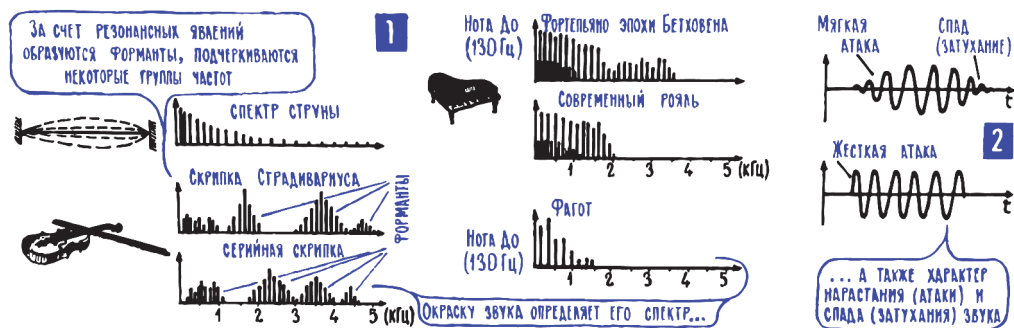 За счет резонансных явлений
образуются форманты, подчеркиваются
некоторые группы частот
1
Спектр струны
Скрипка Страдивариуса
Форманты
Серийная скрипка
1 2 3 4 5 (кГц)
Нота До
(130 Гц)
Фортепьяно эпохи Бетховена
Современный рояль
1 2 3 4 5 (кГц)
Фагот
Нота До
(130 Гц)
1 2 3 4 5
Окраску звука определяет его спектр...
Мягкая
атака
Спад
(затухание)
t
2
Жесткая атака
t
... а также характер
нарастания (атаки) и
спада (затухания) звука